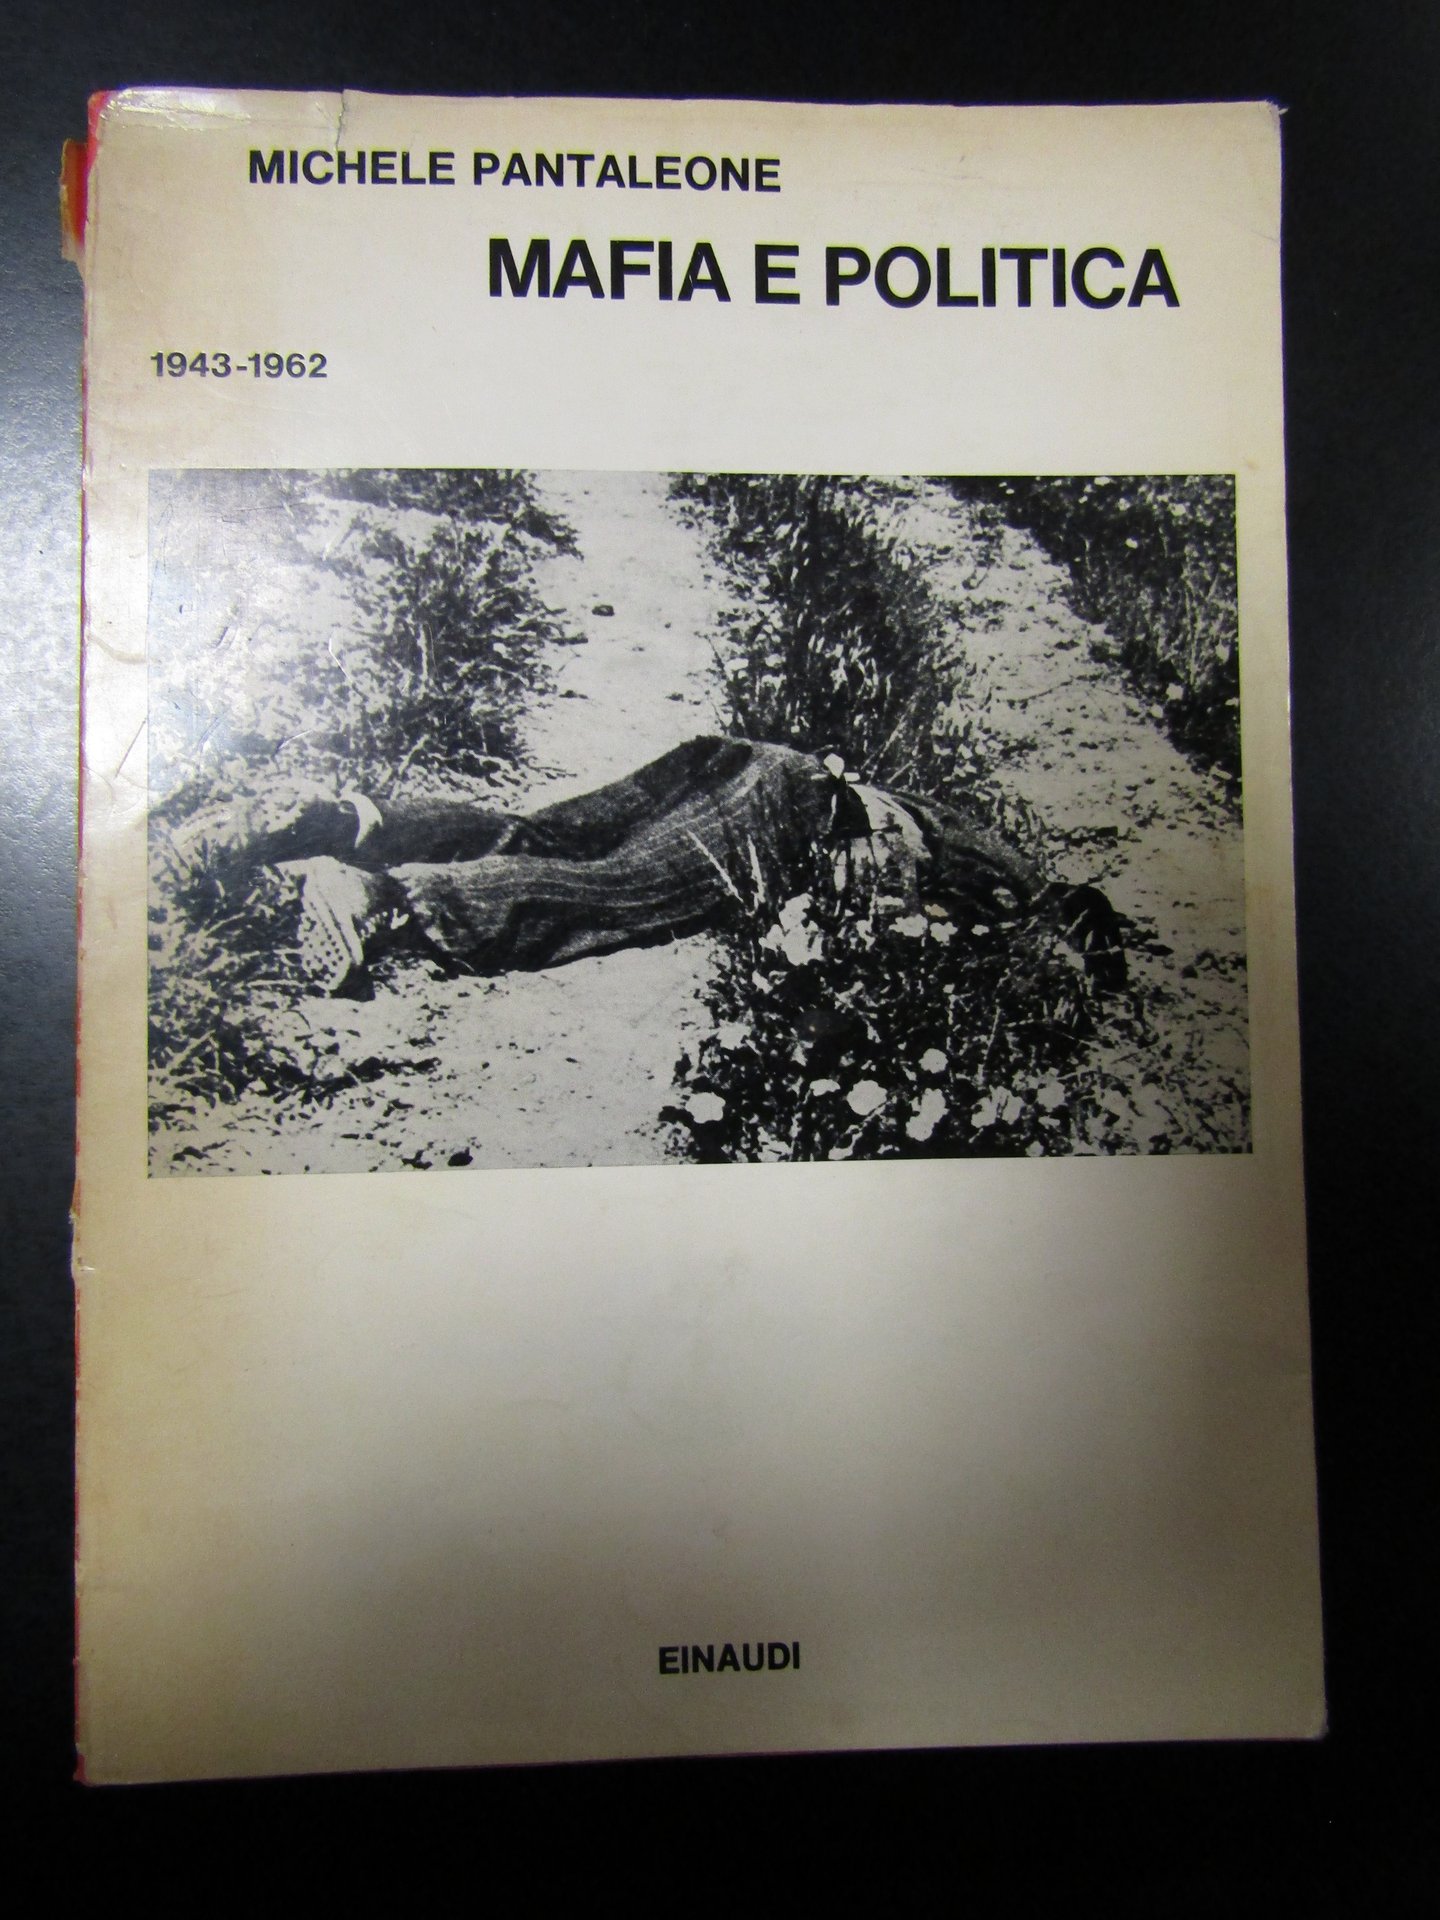 MICHELE PANTALEONE
MAFIA E POLITICA
1943-1962
EINAUDI